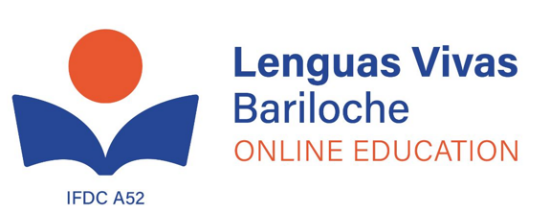 Lenguas Vivas
Bariloche
ONLINE EDUCATION
IFDC A52